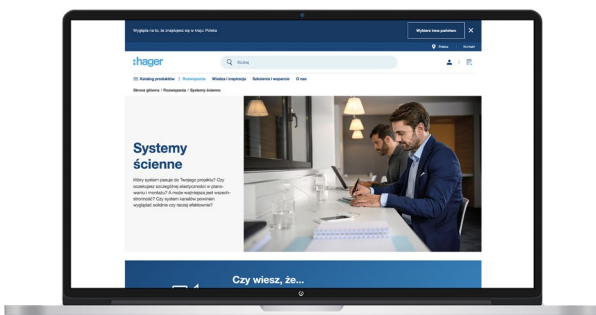 Wygląda na to, że znajdujesz się w kraju: Polska
Wybierz inne państwo
Polska
Kontakt
:hager
Szukaj
Katalog produktów | Rozwiązania Wiedza i inspiracje Szkolenia i wsparcie O nas
Strona główna / Rozwiązania / Systemy ścienne
Systemy
ścienne
Który system pasuje do Twojego projektu? Czy
oczekujesz szczególnej elastyczności w plano-
waniu i montażu? A może ważniejsza jest wszech-
stronność? Czy system kanałów powinien
wyglądać solidnie czy raczej efektownie?
Czy wiesz, że...